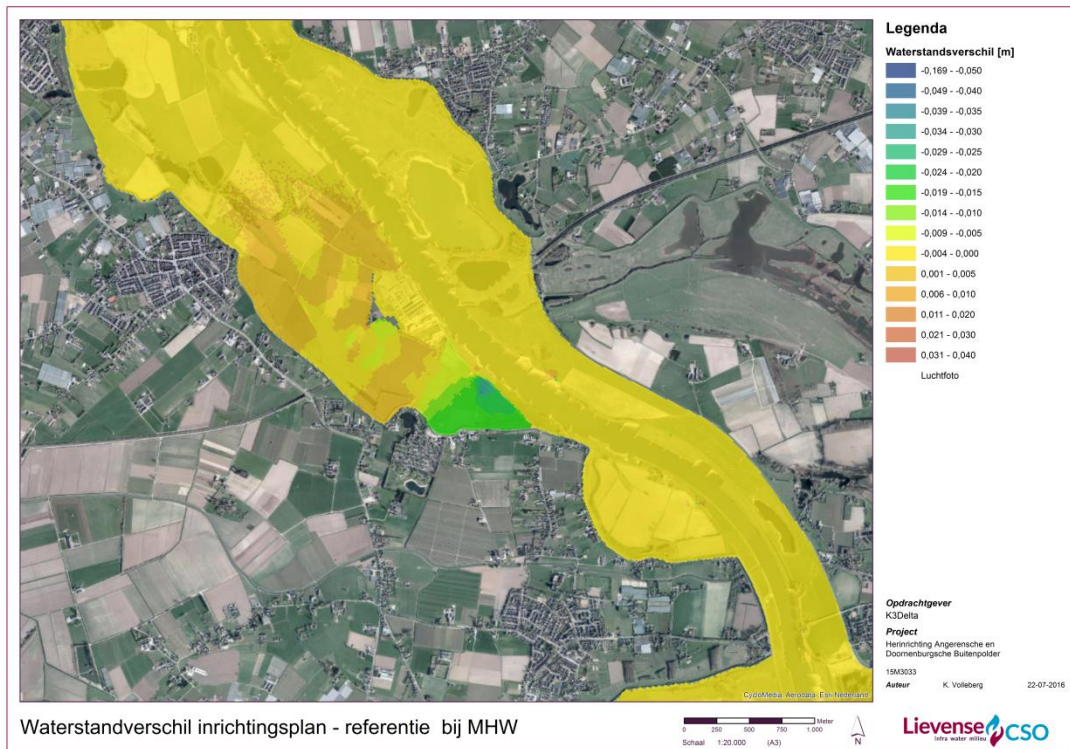 Legenda
Waterstandsverschil [m]
-0,169 - -0,050
-0,049 - -0,040
-0,039 - -0,035
-0,034 - -0,030
-0,029 - -0,025
-0,024 - -0,020
-0,019 - -0,015
-0,014 - -0,010
-0,009 - -0,005
-0,004 - 0,000
0,001 - 0,005
0,006 - 0,010
0,011 - 0,020
0,021 - 0,030
0,031 - 0,040
Luchtfoto
Opdrachtgever
K3Delta
Project
Herinrichting Angerensche en
Doornenburgsche Buitenpolder
15M3033
Auteur K. Volleberg 22-07-2016
CycloMedia Aerodata Esri Nederland
Waterstandverschil inrichtingsplan - referentie bij MHW
Meter
0 250 500 750 1.000
Schaal 1:20.000 (A3)
N
Lievense CSO
infra water milieu